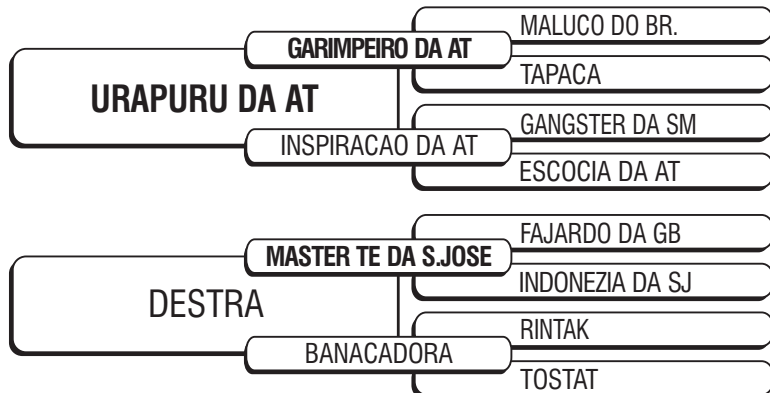 MALUCO DO BR.
GARIMPEIRO DA AT
TAPACA
URAPURU DA AT
GANGSTER DA SM
INSPIRACAO DA AT
ESCOCIA DA AT
FAJARDO DA GB
MASTER TE DA S.JOSE
INDONEZIA DA SJ
DESTRA
RINTAK
BANACADORA
TOSTAT